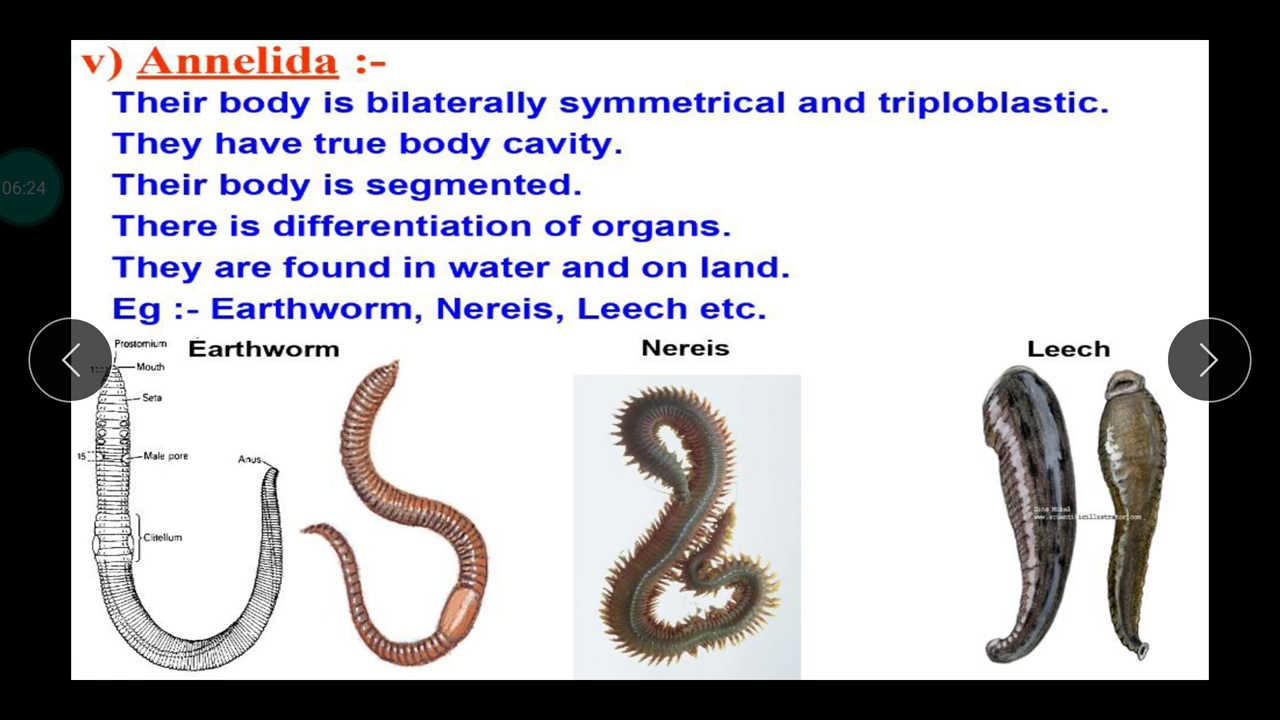 v) Annelida :-
Their body is bilaterally symmetrical and triploblastic.
They have true body cavity.
Their body is segmented.
06:24
There is differentiation of organs.
They are found in water and on land.
Eg :- Earthworm, Nereis, Leech etc.
Earthworm
Nereis
Leech
Prostomium
Mouth
Seta
Male pore
Anus
Clitellum